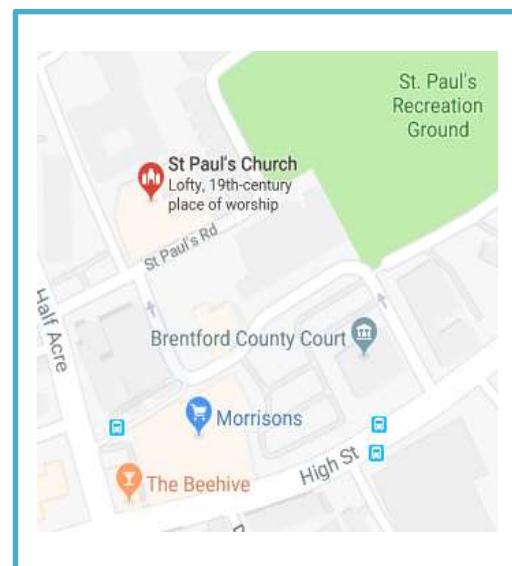 St. Paul's
Recreation
Ground
St Paul's Church
Lofty, 19th-century
place of worship
St Paul's Rd
Half Acre
Brentford County Court
Morrisons
High St
The Beehive